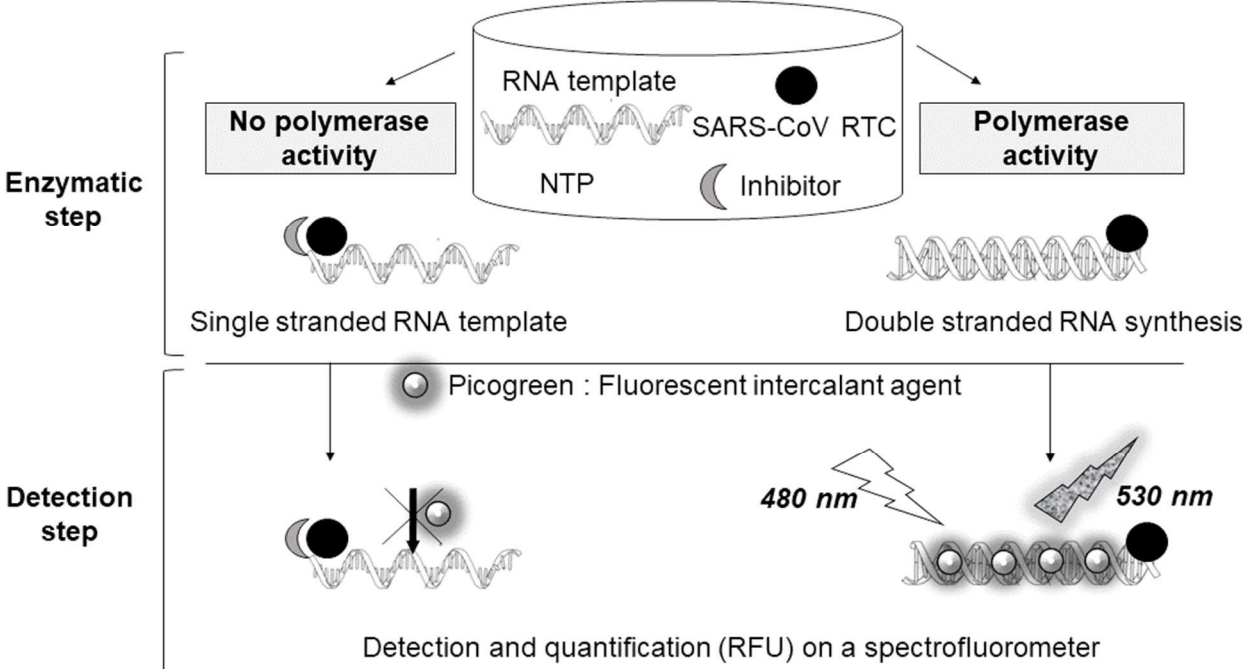 RNA template
SARS-CoV RTC
NTP
Inhibitor
No polymerase
activity
Polymerase
activity
Enzymatic
step
Single stranded RNA template
Double stranded RNA synthesis
Picogreen : Fluorescent intercalant agent
Detection
step
480 nm
530 nm
Detection and quantification (RFU) on a spectrofluorometer